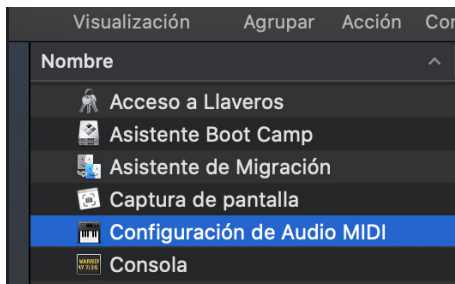 Visualización Agrupar Acción
Nombre
Acceso a Llaveros
Asistente Boot Camp
Asistente de Migración
Captura de pantalla
Configuración de Audio MIDI
Consola